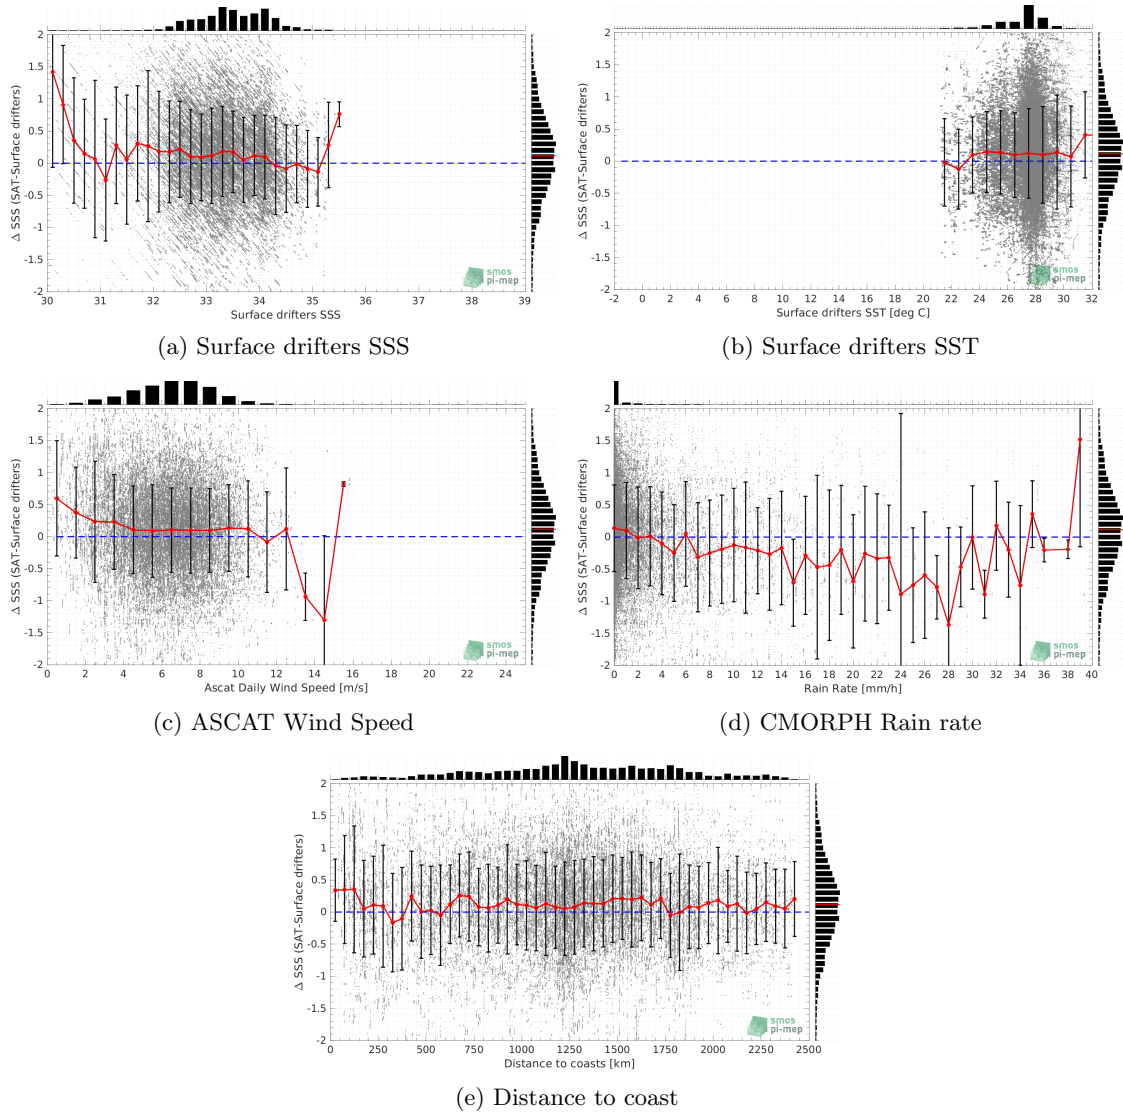 2
1.5
1
0.5
0
-0.5
-1
-1.5
-2
Δ SSS (SAT-Surface drifters)
30 31 32 33 34 35 36 37 38 39
Surface drifters SSS
smos
pi-mep
(a) Surface drifters SSS
2
1.5
1
0.5
0
-0.5
-1
-1.5
-2
Δ SSS (SAT-Surface drifters)
-2 0 2 4 6 8 10 12 14 16 18 20 22 24 26 28 30 32
Surface drifters SST [deg C]
smos
pi-mep
(b) Surface drifters SST
2
1.5
1
0.5
0
-0.5
-1
-1.5
-2
Δ SSS (SAT-Surface drifters)
0 2 4 6 8 10 12 14 16 18 20 22 24
Ascat Daily Wind Speed [m/s]
smos
pi-mep
(c) ASCAT Wind Speed
2
1.5
1
0.5
0
-0.5
-1
-1.5
-2
Δ SSS (SAT-Surface drifters)
0 2 4 6 8 10 12 14 16 18 20 22 24 26 28 30 32 34 36 38 40
Rain Rate [mm/h]
smos
pi-mep
(d) CMORPH Rain rate
2
1.5
1
0.5
0
-0.5
-1
-1.5
-2
Δ SSS (SAT-Surface drifters)
0 250 500 750 1000 1250 1500 1750 2000 2250 2500
Distance to coasts [km]
smos
pi-mep
(e) Distance to coast